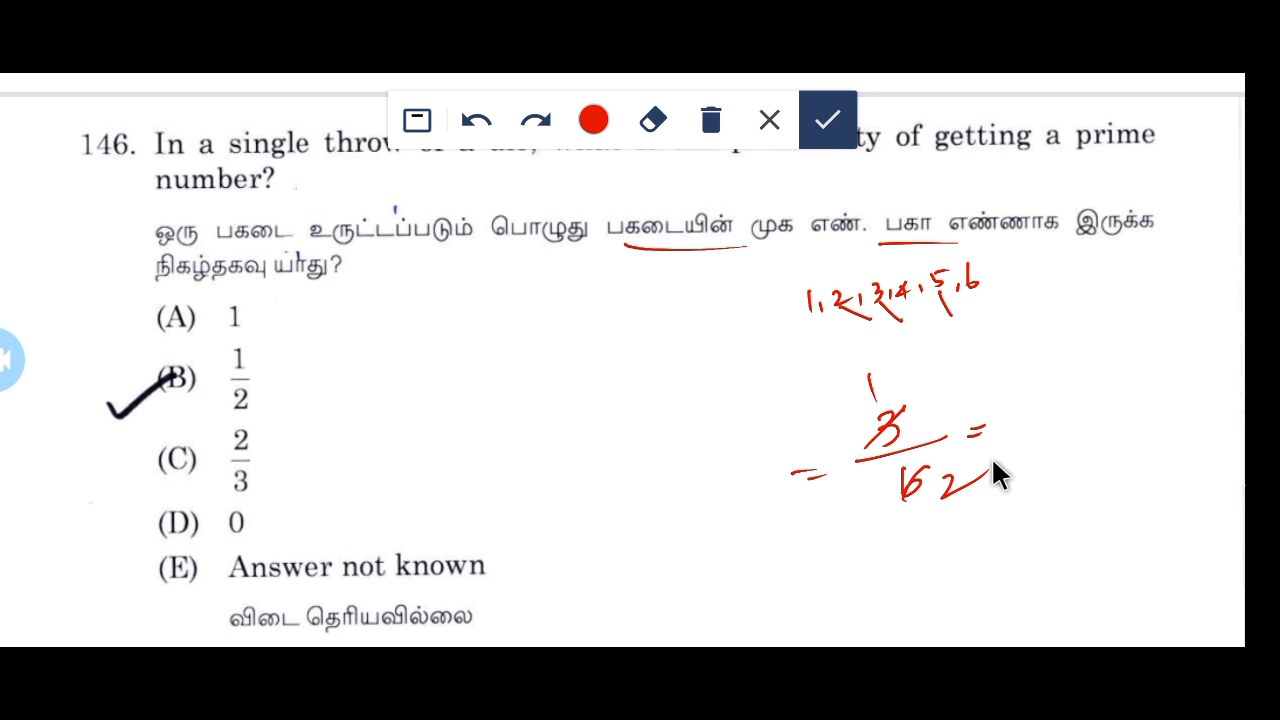 146. In a single throw ty of getting a prime
number?
ஒரு பகடை உருட்டப்படும் பொழுது பகடையின் முக எண். பகா எண்ணாக இருக்க
நிகழ்தகவு யாது?
1, 2, 3, 4, 5, 6
(A) 1
(B) 1/2
(C) 2/3
(D) 0
(E) Answer not known
விடை தெரியவில்லை
1
= 3/6 =
2